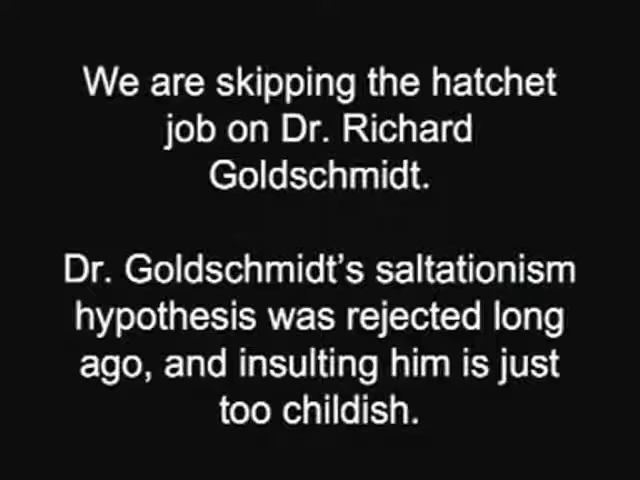 We are skipping the hatchet
job on Dr. Richard
Goldschmidt.
Dr. Goldschmidt’s saltationism
hypothesis was rejected long
ago, and insulting him is just
too childish.